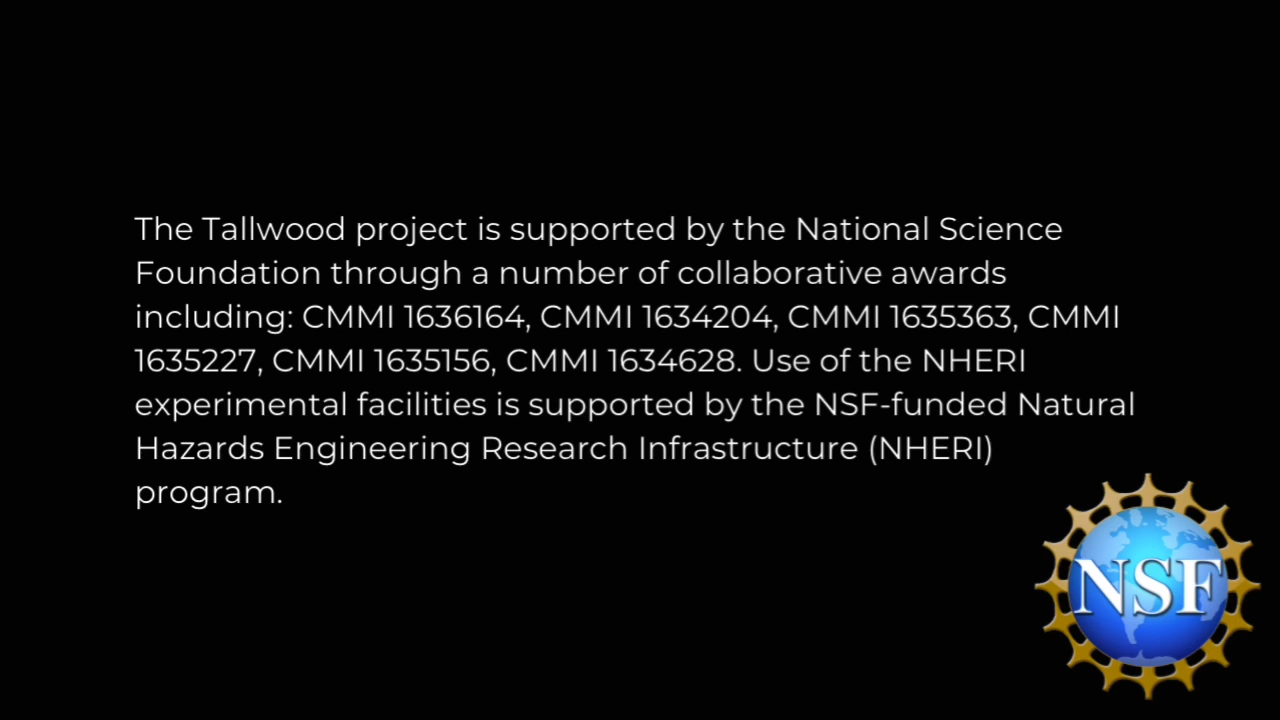 The Tallwood project is supported by the National Science
Foundation through a number of collaborative awards
including: CMMI 1636164, CMMI 1634204, CMMI 1635363, CMMI
1635227, CMMI 1635156, CMMI 1634628. Use of the NHERI
experimental facilities is supported by the NSF-funded Natural
Hazards Engineering Research Infrastructure (NHERI)
program.
NSF